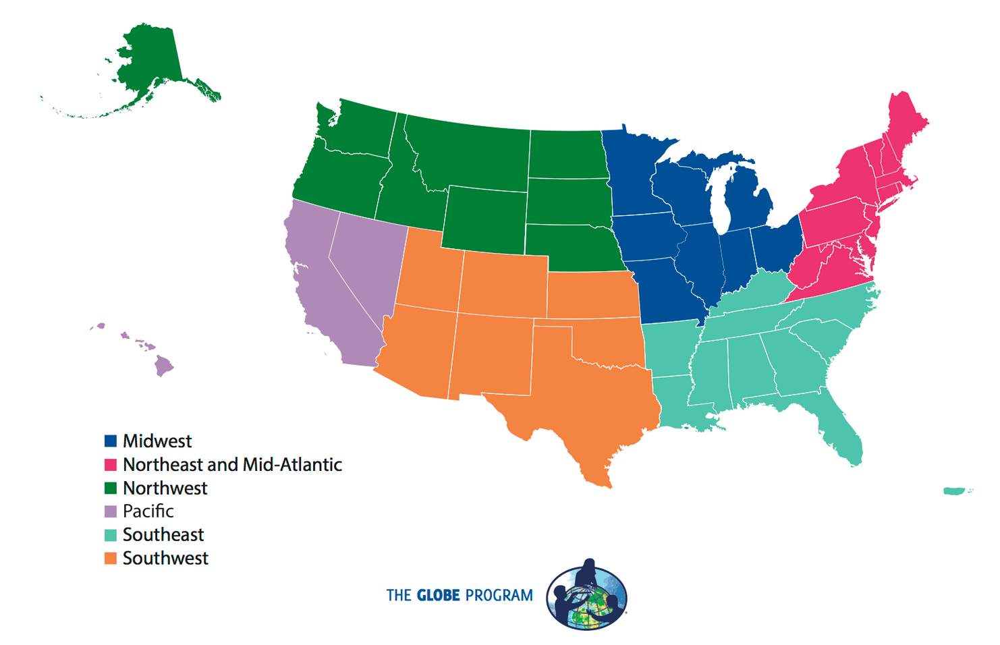 Midwest
Northeast and Mid-Atlantic
Northwest
Pacific
Southeast
Southwest
THE GLOBE PROGRAM